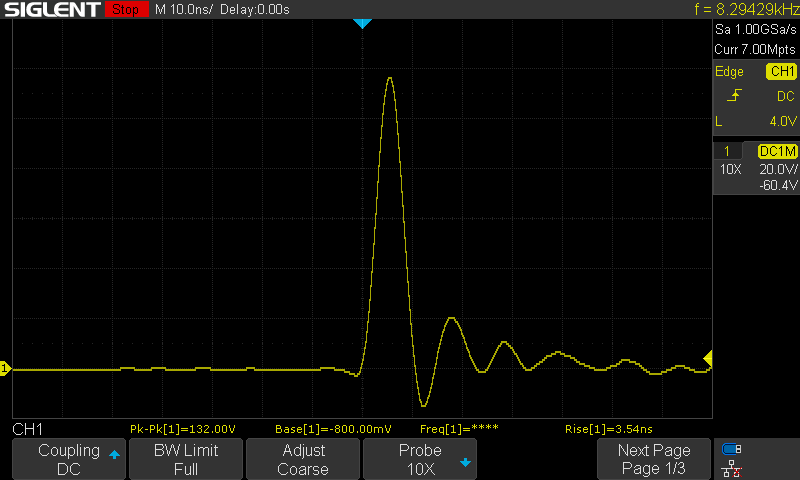 SIGLENT Stop M 10.0ns/ Delay:0.00s f = 8.29429kHz
Sa 1.00GSa/s
Curr 7.00Mpts
Edge CH1
DC
L 4.0V
1 DC1M
10X 20.0V/
-60.4V
1
CH1 Pk-Pk[1]=132.00V Base[1]=-800.00mV Freq[1]=**** Rise[1]=3.54ns
Coupling BW Limit Adjust Probe Next Page
DC Full Coarse 10X Page 1/3